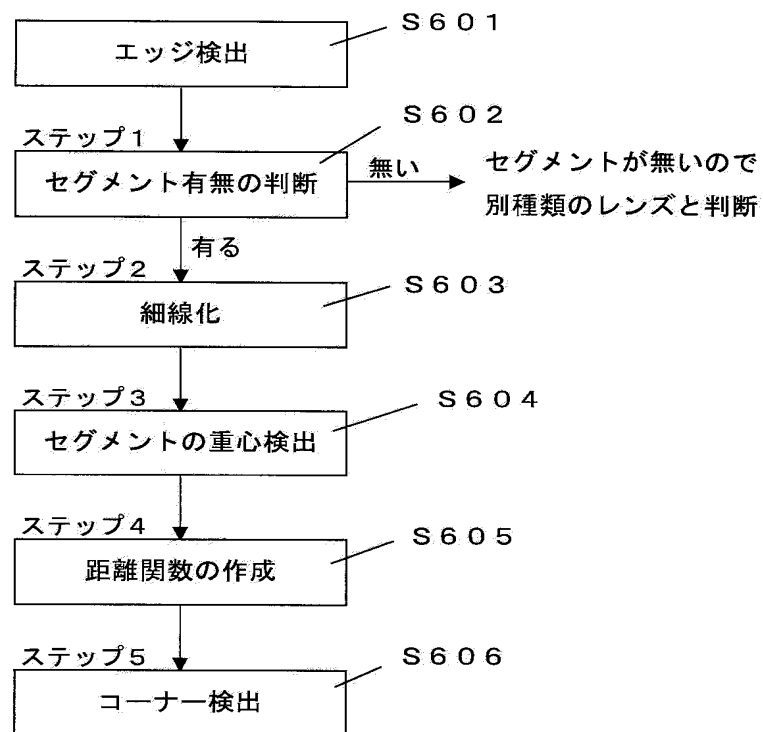 S601
エッジ検出
ステップ1
S602
セグメント有無の判断
無い
セグメントが無いので
別種類のレンズと判断
有る
ステップ2
S603
細線化
ステップ3
S604
セグメントの重心検出
ステップ4
S605
距離関数の作成
ステップ5
S606
コーナー検出